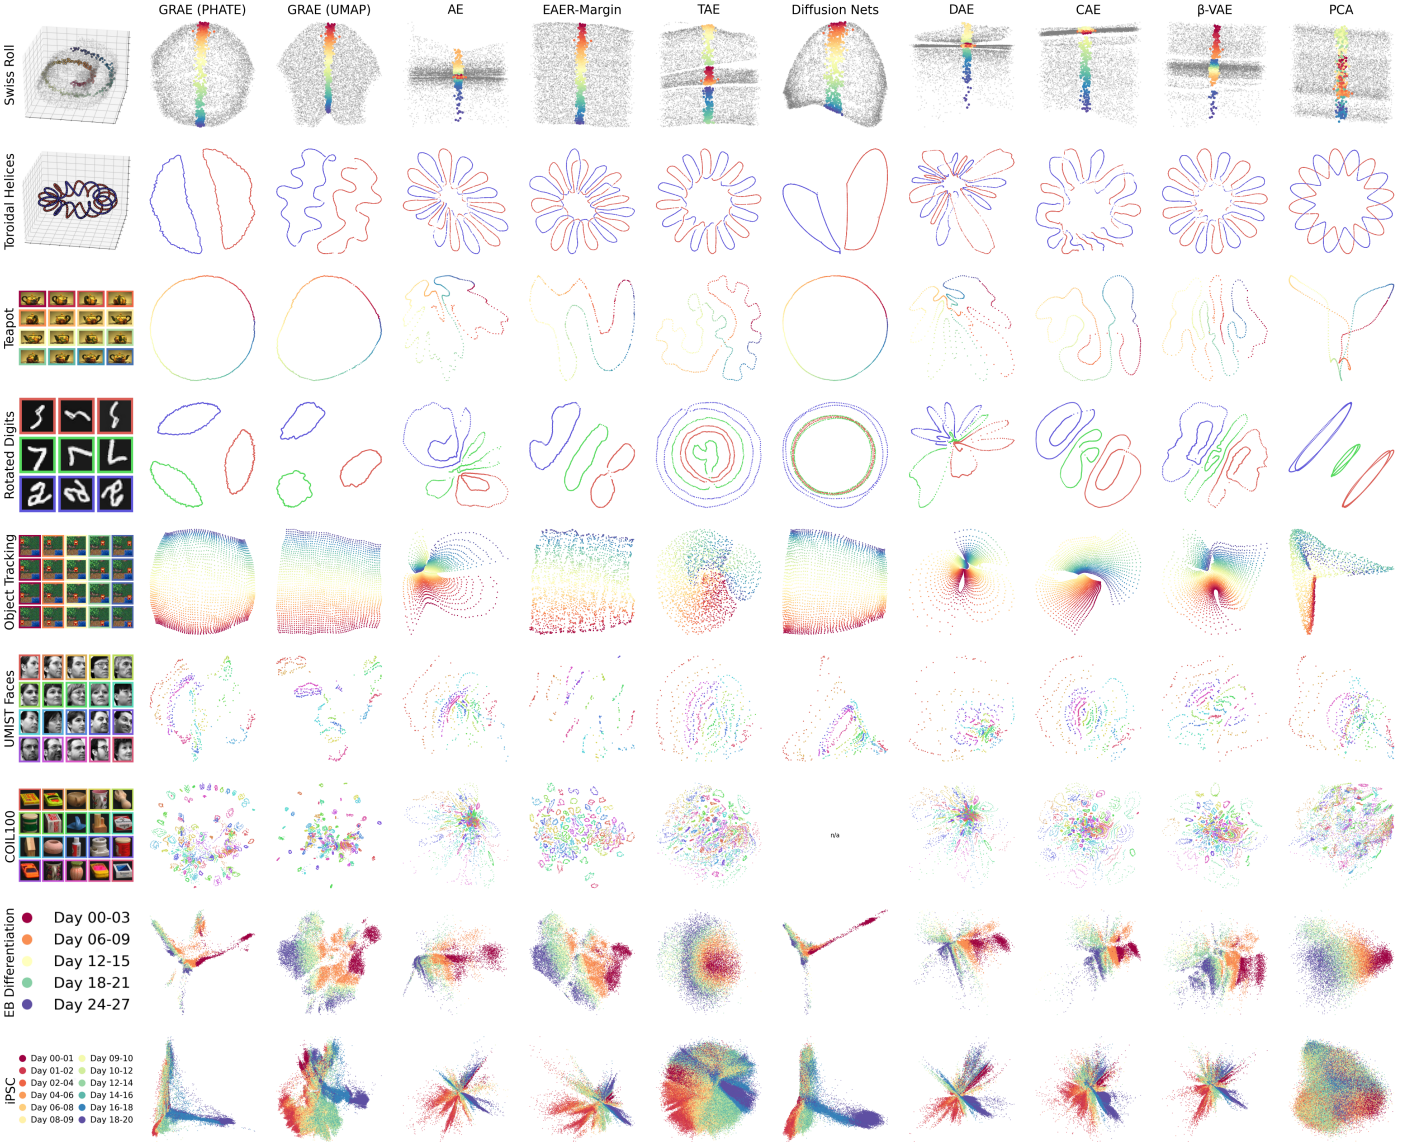 GRAE (PHATE) GRAE (UMAP) AE EAER-Margin TAE Diffusion Nets DAE CAE β-VAE PCA
Swiss Roll
Toroidal Helices
Teapot
Rotated Digits
Object Tracking
UMIST Faces
COIL100
n/a
EB Differentiation
Day 00-03
Day 06-09
Day 12-15
Day 18-21
Day 24-27
iPSC
Day 00-01 Day 09-10
Day 01-02 Day 10-12
Day 02-04 Day 12-14
Day 04-06 Day 14-16
Day 06-08 Day 16-18
Day 08-09 Day 18-20